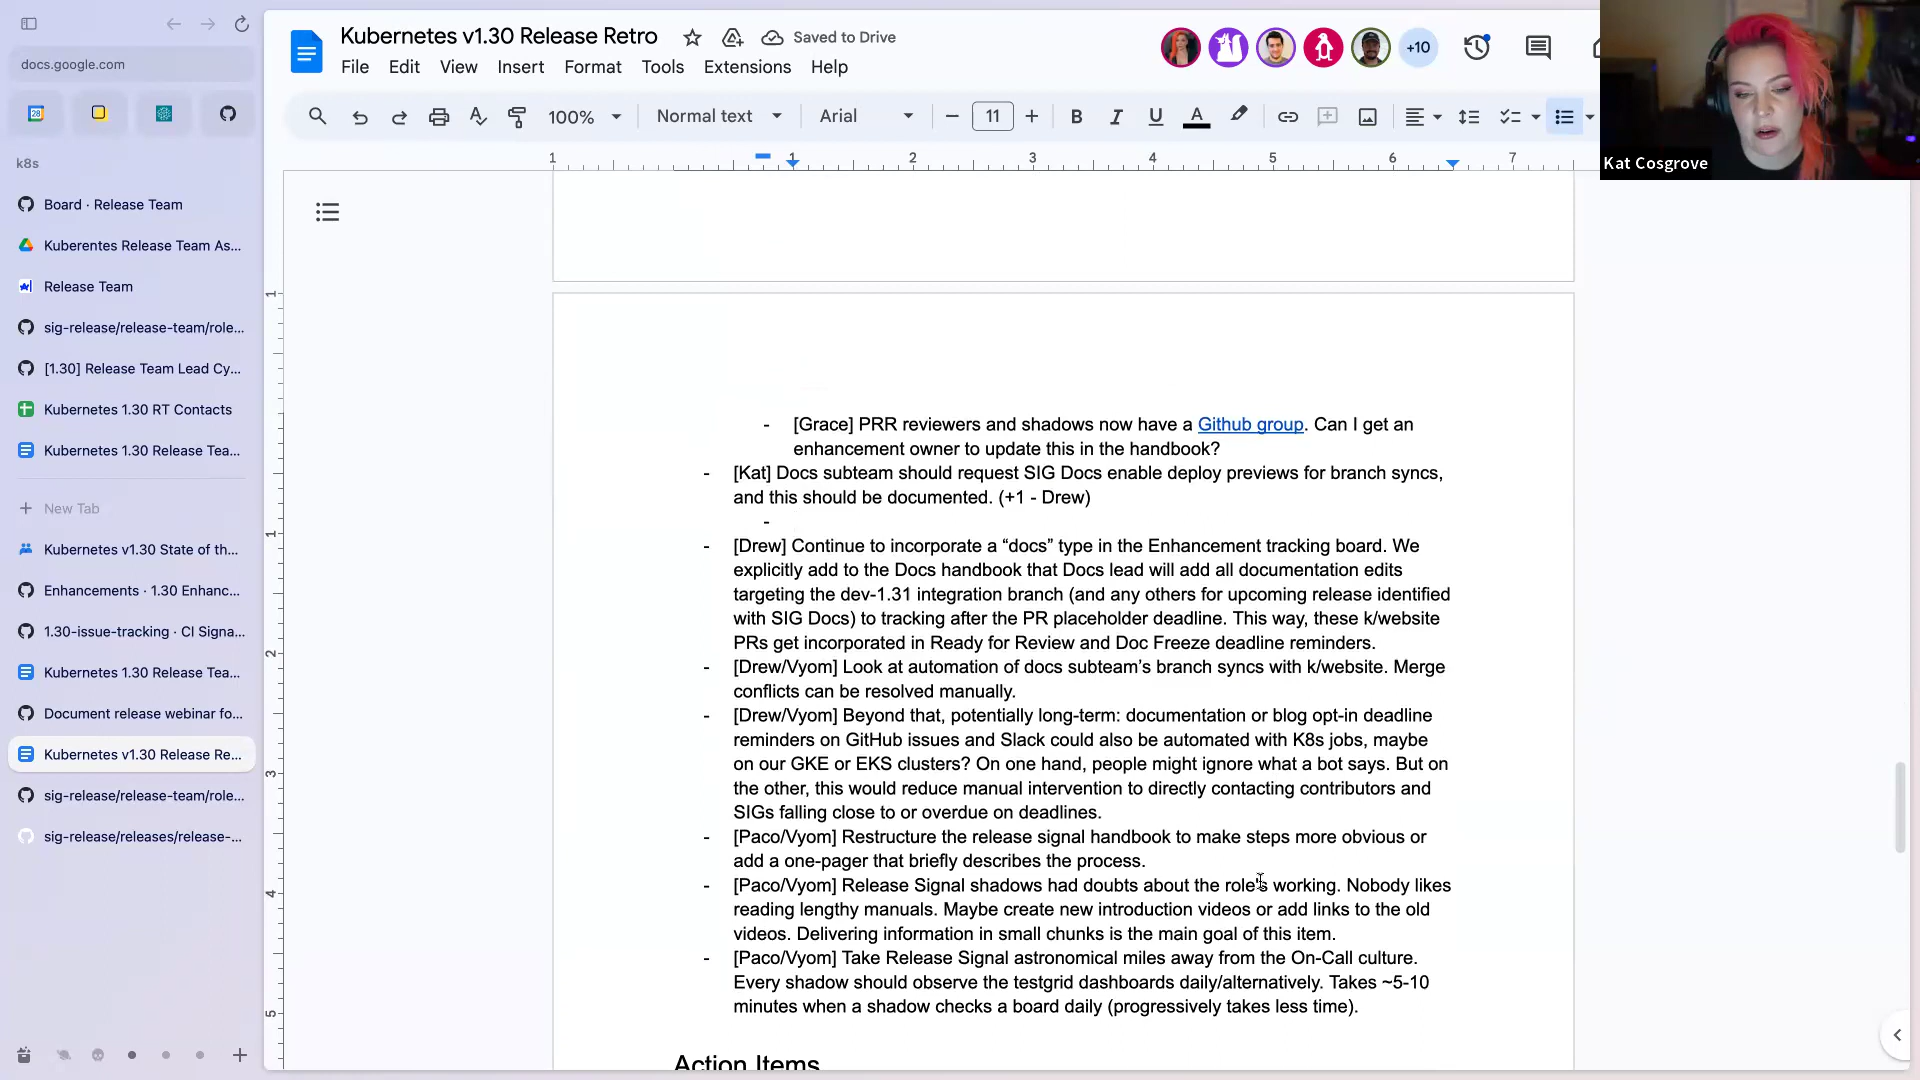 docs.google.com
28
k8s
Board · Release Team
Kuberentes Release Team As...
Release Team
sig-release/release-team/role...
[1.30] Release Team Lead Cy...
Kubernetes 1.30 RT Contacts
Kubernetes 1.30 Release Tea...
New Tab
Kubernetes v1.30 State of th...
Enhancements · 1.30 Enhanc...
1.30-issue-tracking · CI Signa...
Kubernetes 1.30 Release Tea...
Document release webinar fo...
Kubernetes v1.30 Release Re...
sig-release/release-team/role...
sig-release/releases/release-...
Kubernetes v1.30 Release Retro
Saved to Drive
File Edit View Insert Format Tools Extensions Help
+10
100% Normal text Arial 11 B I U A
1 1 2 3 4 5 6 7
Kat Cosgrove
1
1
2
3
4
5
- [Grace] PRR reviewers and shadows now have a Github group. Can I get an
enhancement owner to update this in the handbook?
- [Kat] Docs subteam should request SIG Docs enable deploy previews for branch syncs,
and this should be documented. (+1 - Drew)
-
- [Drew] Continue to incorporate a “docs” type in the Enhancement tracking board. We
explicitly add to the Docs handbook that Docs lead will add all documentation edits
targeting the dev-1.31 integration branch (and any others for upcoming release identified
with SIG Docs) to tracking after the PR placeholder deadline. This way, these k/website
PRs get incorporated in Ready for Review and Doc Freeze deadline reminders.
- [Drew/Vyom] Look at automation of docs subteam’s branch syncs with k/website. Merge
conflicts can be resolved manually.
- [Drew/Vyom] Beyond that, potentially long-term: documentation or blog opt-in deadline
reminders on GitHub issues and Slack could also be automated with K8s jobs, maybe
on our GKE or EKS clusters? On one hand, people might ignore what a bot says. But on
the other, this would reduce manual intervention to directly contacting contributors and
SIGs falling close to or overdue on deadlines.
- [Paco/Vyom] Restructure the release signal handbook to make steps more obvious or
add a one-pager that briefly describes the process.
- [Paco/Vyom] Release Signal shadows had doubts about the role’s working. Nobody likes
reading lengthy manuals. Maybe create new introduction videos or add links to the old
videos. Delivering information in small chunks is the main goal of this item.
- [Paco/Vyom] Take Release Signal astronomical miles away from the On-Call culture.
Every shadow should observe the testgrid dashboards daily/alternatively. Takes ~5-10
minutes when a shadow checks a board daily (progressively takes less time).
Action Items